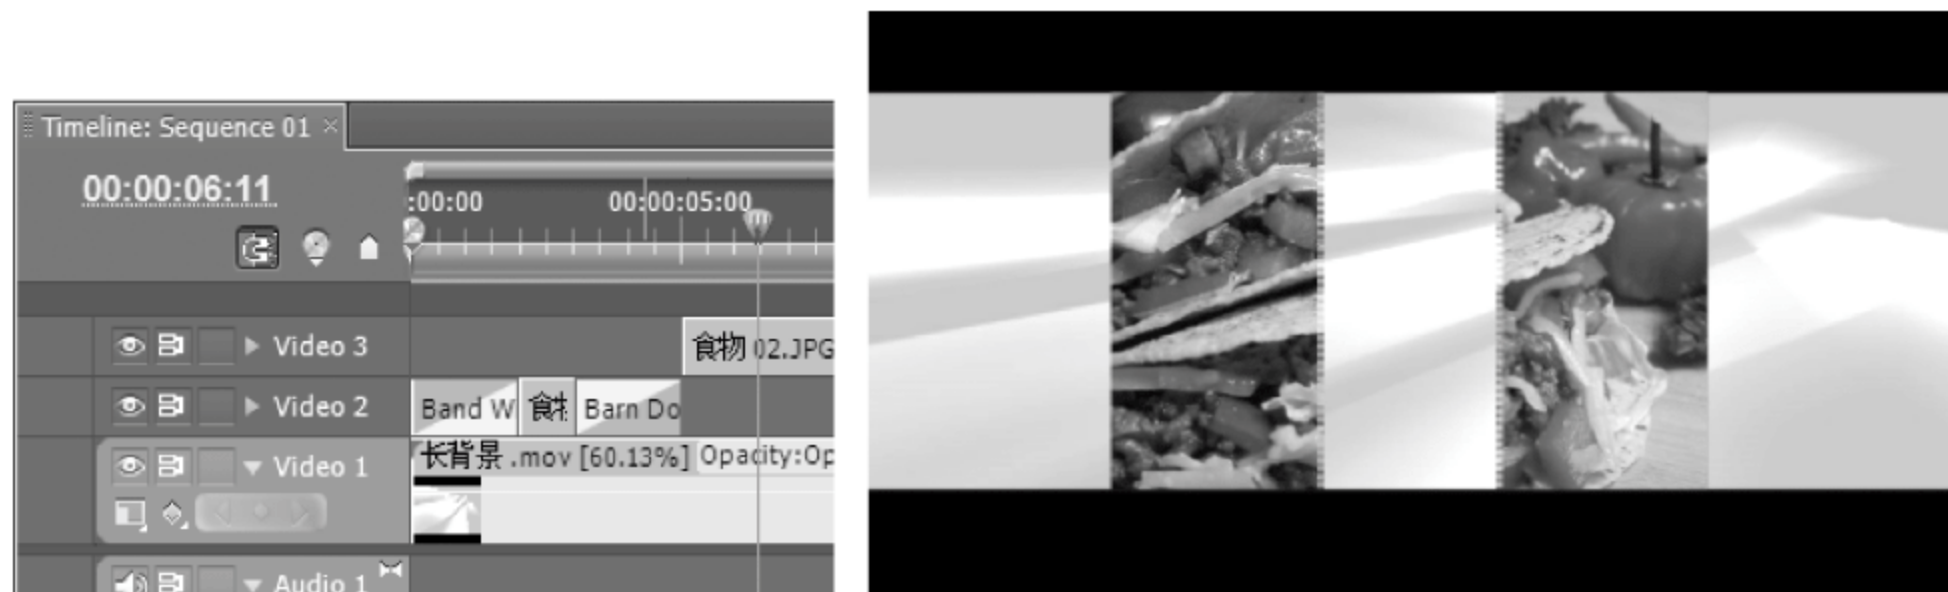 Timeline: Sequence 01
00:00:06:11
:00:00 00:00:05:00
Video 3 食物 02.JPG
Video 2 Band W 食 Barn Do
Video 1 长背景 .mov [60.13%] Opacity:Op
Audio 1